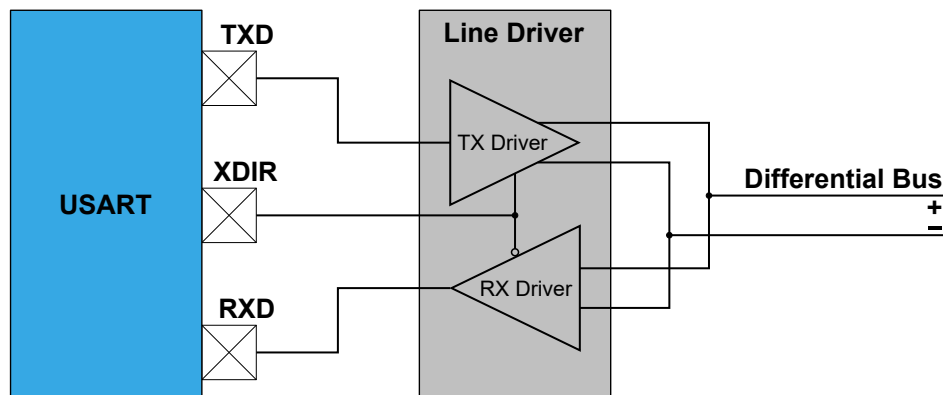 TXD
Line Driver
TX Driver
XDIR
USART
Differential Bus
+
−
RX Driver
RXD